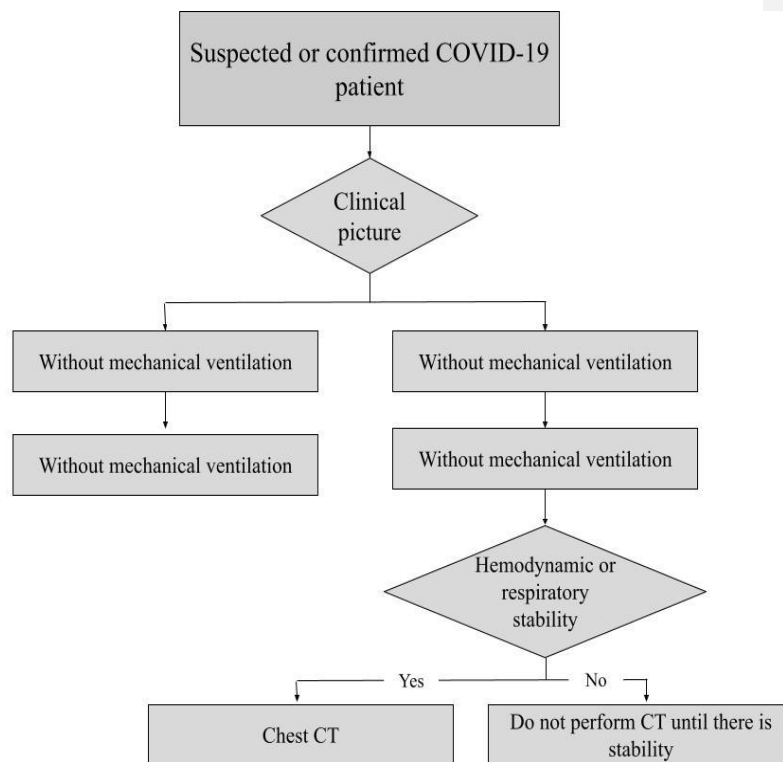 Suspected or confirmed COVID-19
patient
Clinical
picture
Without mechanical ventilation
Without mechanical ventilation
Without mechanical ventilation
Without mechanical ventilation
Hemodynamic or
respiratory
stability
Yes
No
Chest CT
Do not perform CT until there is
stability